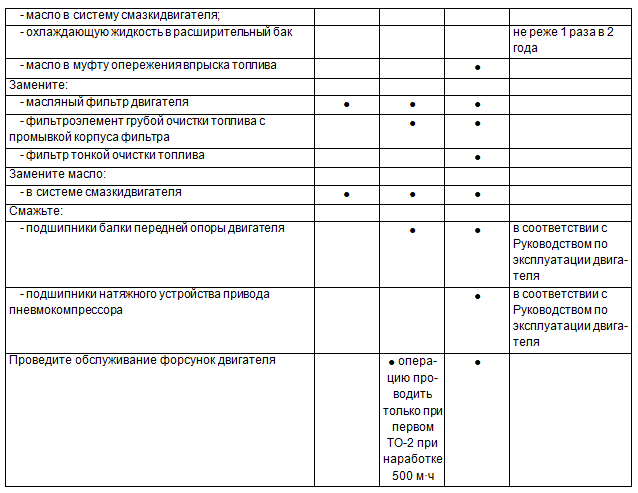 - масло в систему смазкидвигателя;
- охлаждающую жидкость в расширительный бак
не реже 1 раза в 2
года
- масло в муфту опережения впрыска топлива
●
Замените:
- масляный фильтр двигателя
● ● ●
- фильтроэлемент грубой очистки топлива с
промывкой корпуса фильтра
● ●
- фильтр тонкой очистки топлива
●
Замените масло:
- в системе смазкидвигателя
● ● ●
Смажьте:
- подшипники балки передней опоры двигателя
● ●
в соответствии с
Руководством по
эксплуатации двига-
теля
- подшипники натяжного устройства привода
пневмокомпрессора
●
в соответствии с
Руководством по
эксплуатации двига-
теля
Проведите обслуживание форсунок двигателя
● опера-
цию про-
водить
только при
первом
ТО-2 при
наработке
500 м·ч
●